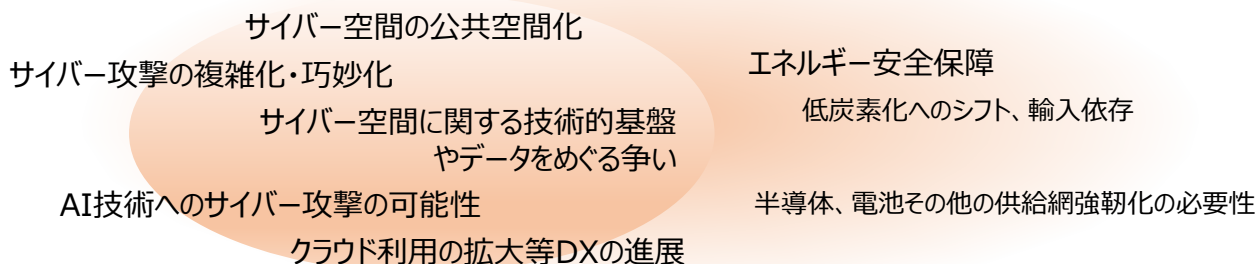 サイバー空間の公共空間化
サイバー攻撃の複雑化・巧妙化
サイバー空間に関する技術的基盤
やデータをめぐる争い
AI技術へのサイバー攻撃の可能性
クラウド利用の拡大等DXの進展
エネルギー安全保障
低炭素化へのシフト、輸入依存
半導体、電池その他の供給網強靭化の必要性